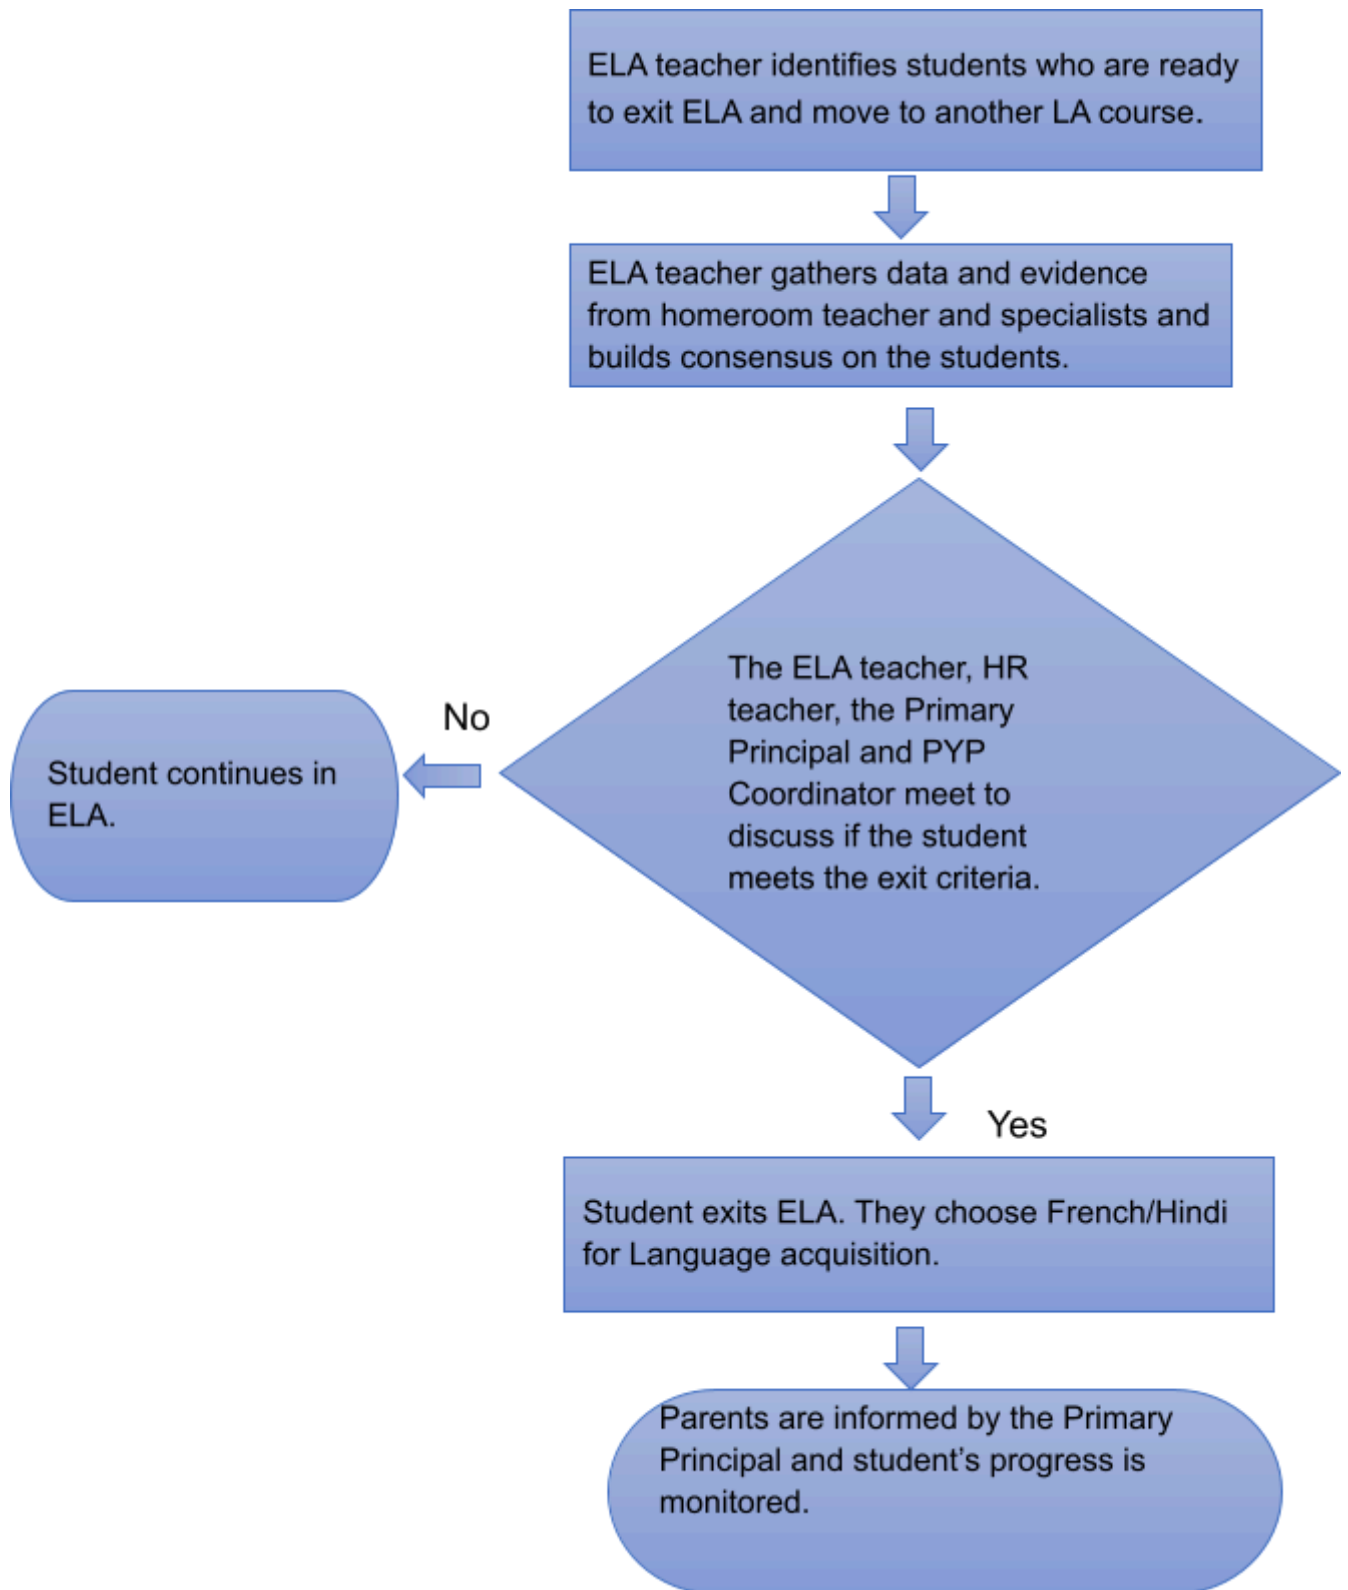 ELA teacher identifies students who are ready
to exit ELA and move to another LA course.
ELA teacher gathers data and evidence
from homeroom teacher and specialists and
builds consensus on the students.
The ELA teacher, HR
teacher, the Primary
Principal and PYP
Coordinator meet to
discuss if the student
meets the exit criteria.
No
Student continues in
ELA.
Yes
Student exits ELA. They choose French/Hindi
for Language acquisition.
Parents are informed by the Primary
Principal and student’s progress is
monitored.